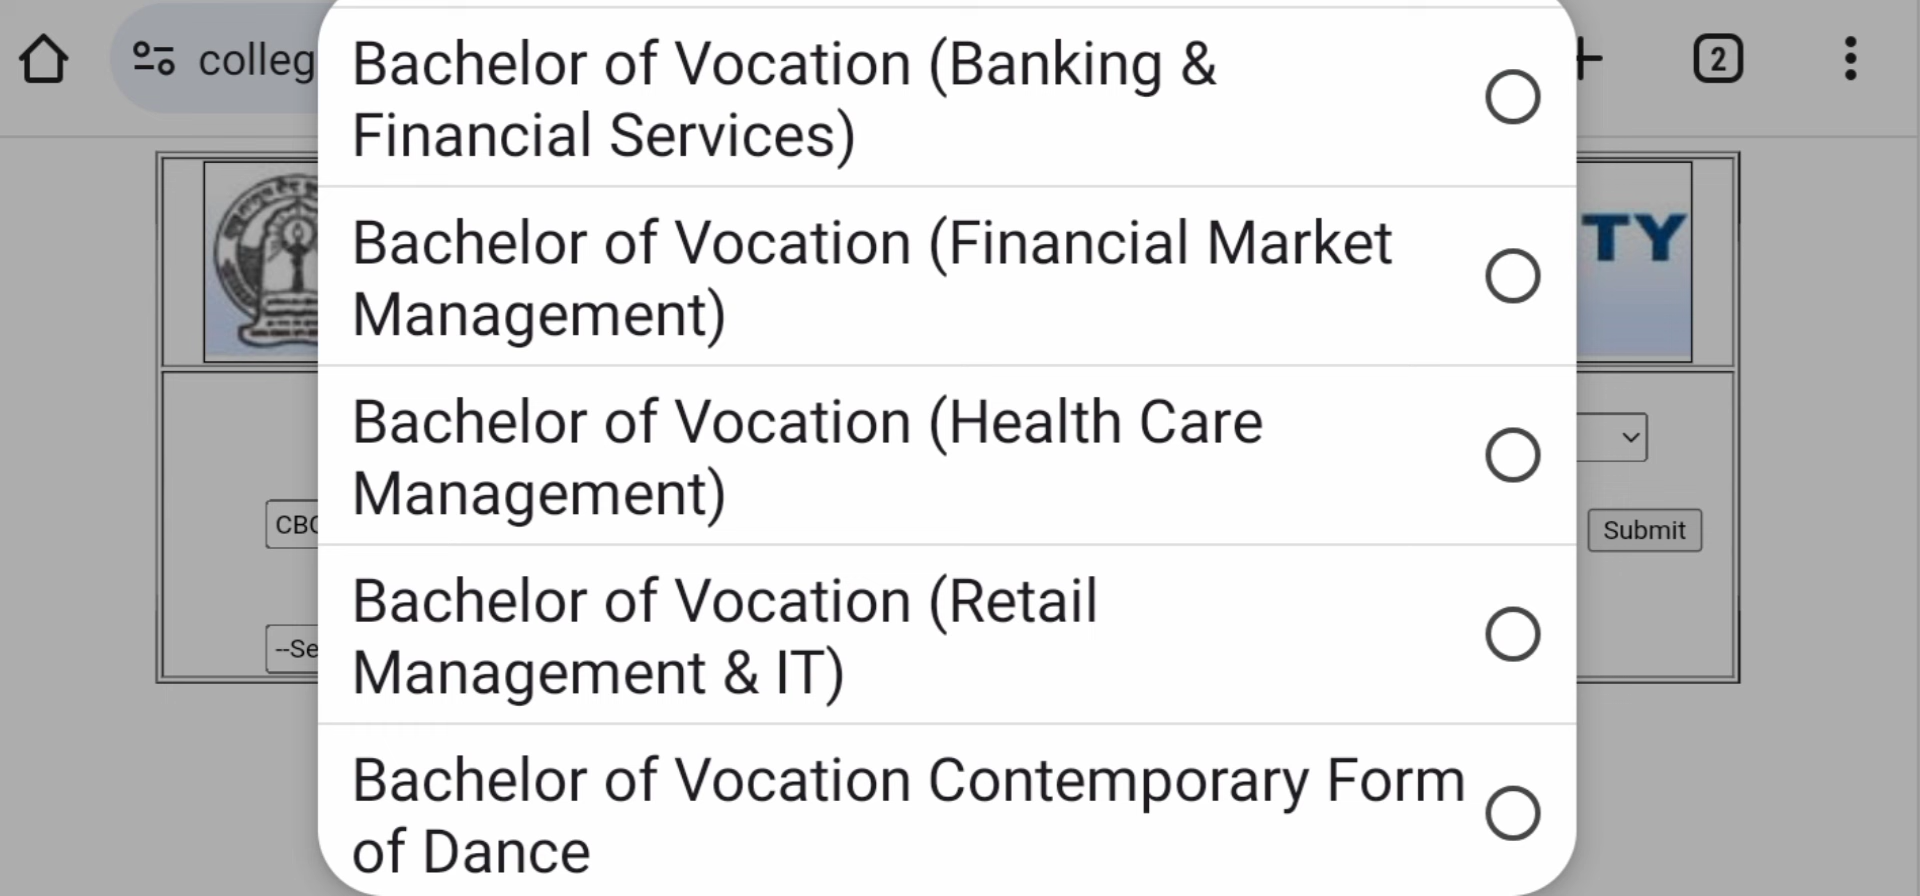 colleg
2
Bachelor of Vocation (Banking &
Financial Services)
Bachelor of Vocation (Financial Market
Management)
TY
Bachelor of Vocation (Health Care
Management)
CBC
Submit
Bachelor of Vocation (Retail
Management & IT)
--Se
Bachelor of Vocation Contemporary Form
of Dance